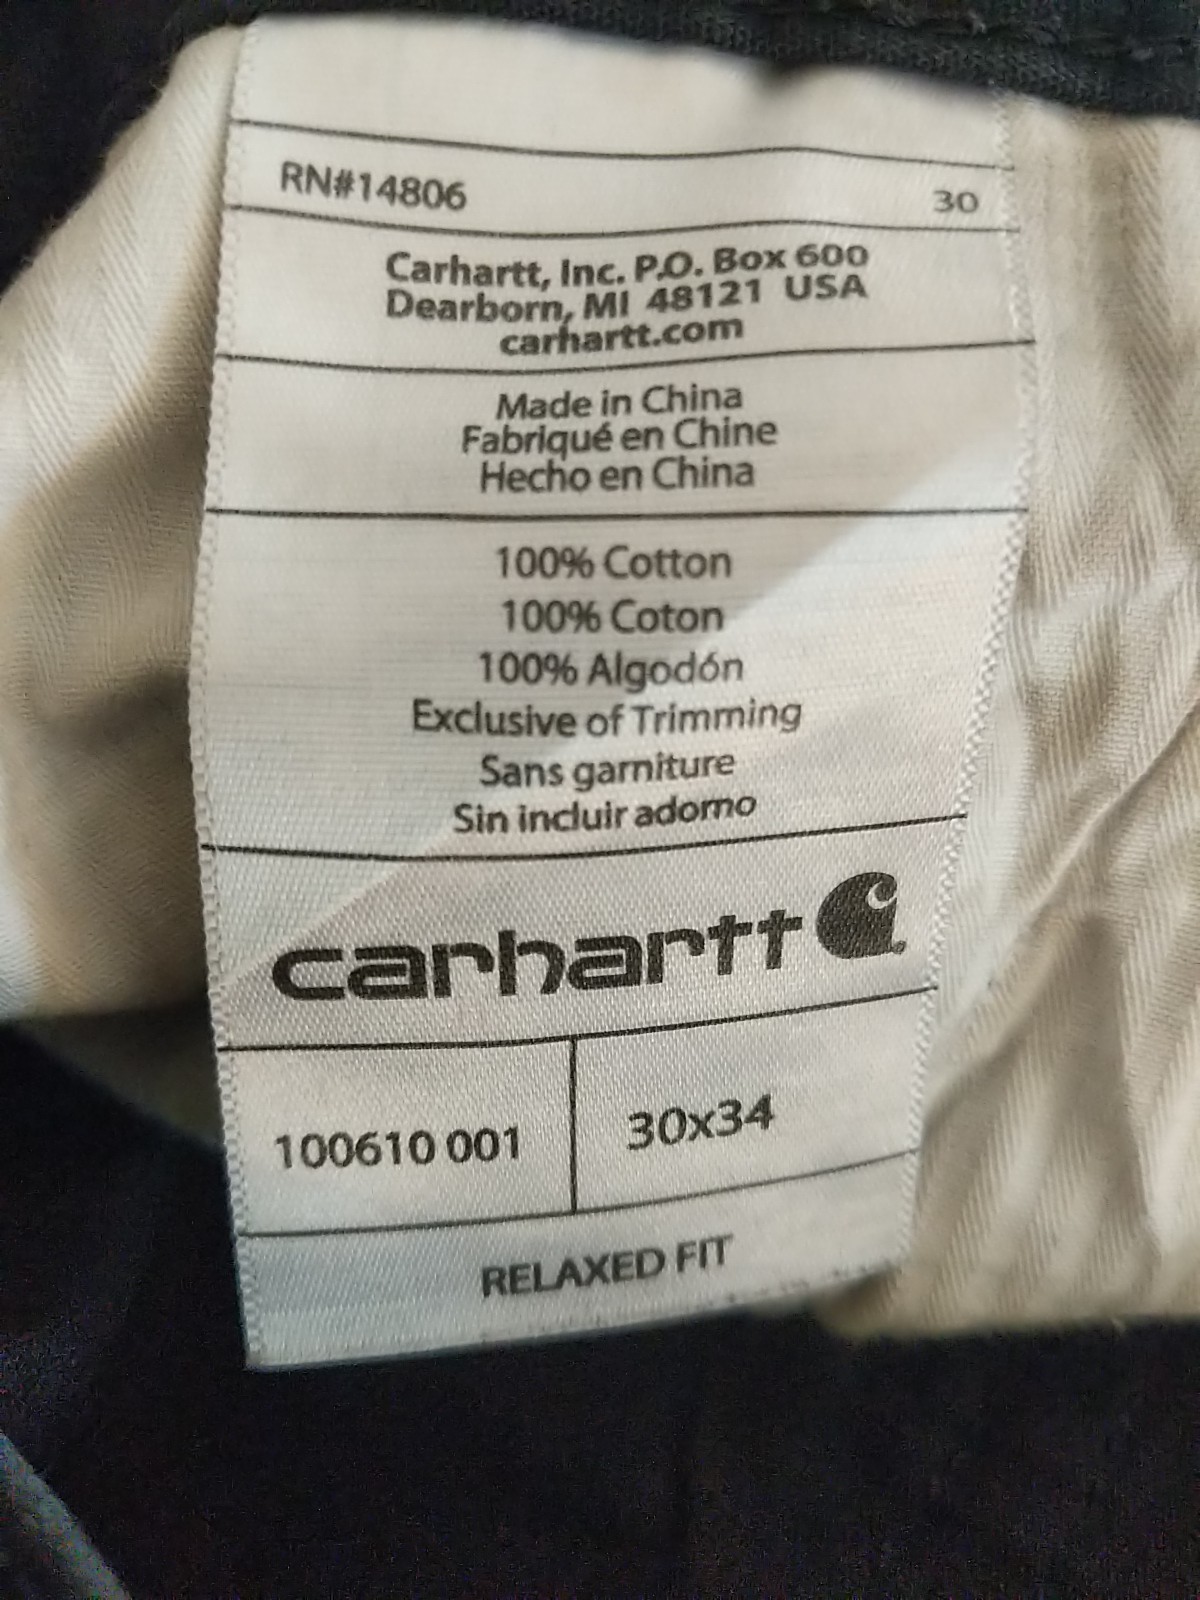 RN#14806 30
Carhartt, Inc. P.O. Box 600
Dearborn, MI 48121 USA
carhartt.com
Made in China
Fabriqué en Chine
Hecho en China
100% Cotton
100% Coton
100% Algodón
Exclusive of Trimming
Sans garniture
Sin incluir adorno
carhartt
100610 001 30x34
RELAXED FIT